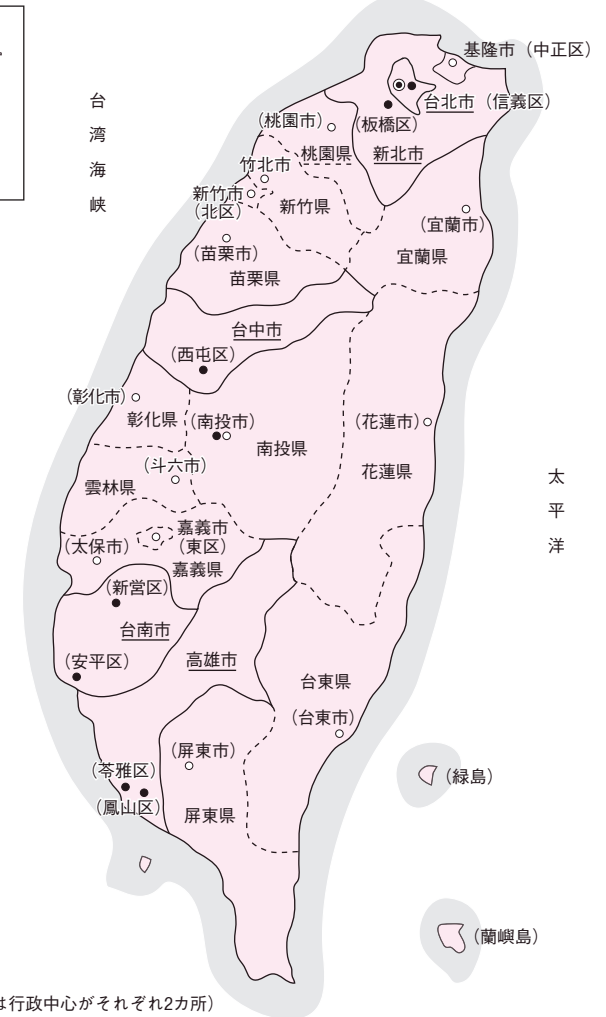 台湾海峡
基隆市（中正区）
台北市（信義区）
（板橋区）
（桃園市）
桃園県
新北市
竹北市
新竹市
（北区）
新竹県
（宜蘭市）
宜蘭県
（苗栗市）
苗栗県
台中市
（西屯区）
（彰化市）
彰化県
（南投市）
南投県
（花蓮市）
花蓮県
（斗六市）
雲林県
太平洋
嘉義市
（東区）
（太保市）
嘉義県
（新営区）
台南市
（安平区）
高雄市
台東県
（台東市）
（屏東市）
（苓雅区）
（鳳山区）
屏東県
（緑島）
（蘭嶼島）
は行政中心がそれぞれ2カ所）